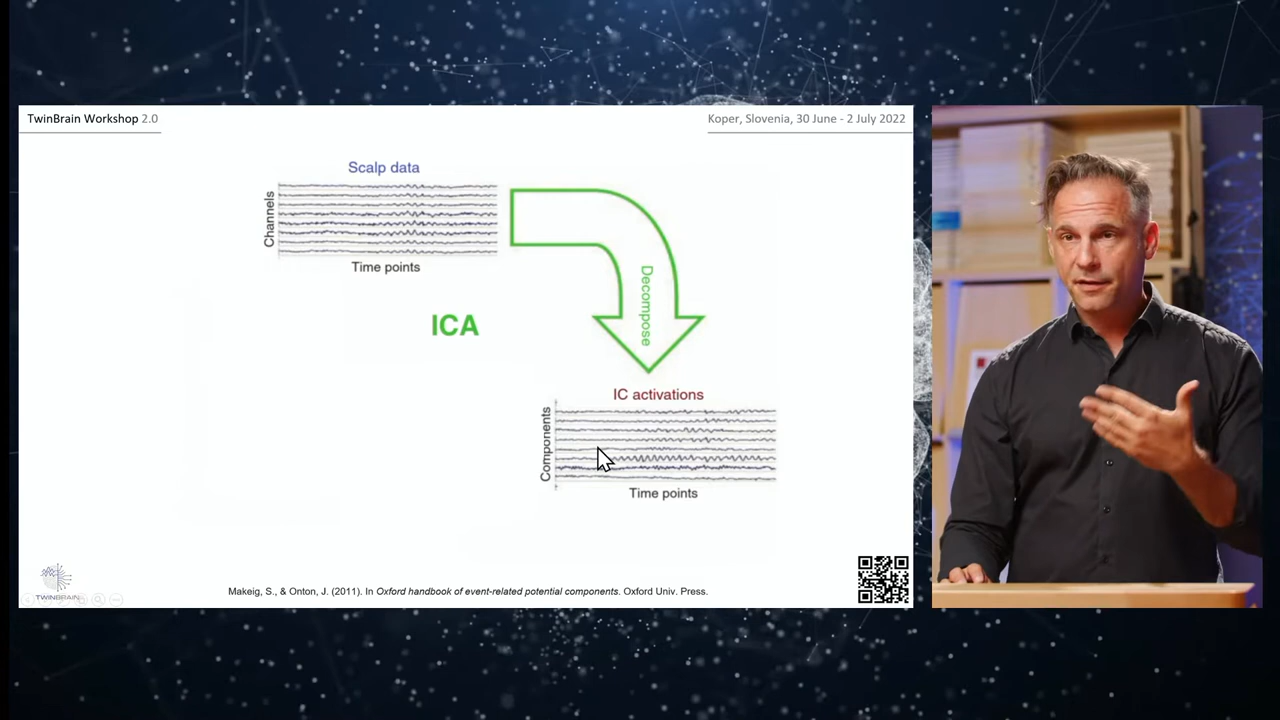 TwinBrain Workshop 2.0
Koper, Slovenia, 30 June - 2 July 2022
Scalp data
Channels
Time points
Decompose
ICA
IC activations
Components
Time points
TWINBRAIN
Makeig, S., & Onton, J. (2011). In Oxford handbook of event-related potential components. Oxford Univ. Press.